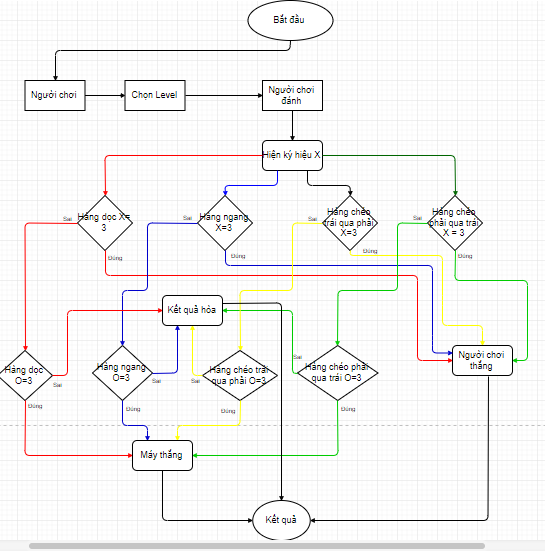 Bắt đầu
Người chơi
Chọn Level
Người chơi
đánh
Hiện ký hiệu X
Hàng dọc X=
3
Hàng ngang
X=3
Hàng chéo
trái qua phải
X=3
Hàng chéo
phải qua trái
X = 3
Sai
Sai
Sai
Sai
Đúng
Đúng
Đúng
Đúng
Kết quả hòa
Người chơi
thắng
Hàng dọc
O=3
Hàng ngang
O=3
Hàng chéo trái
qua phải O=3
Hàng chéo phải
qua trái O=3
Sai
Sai
Sai
Sai
Đúng
Đúng
Đúng
Đúng
Máy thắng
Kết quả